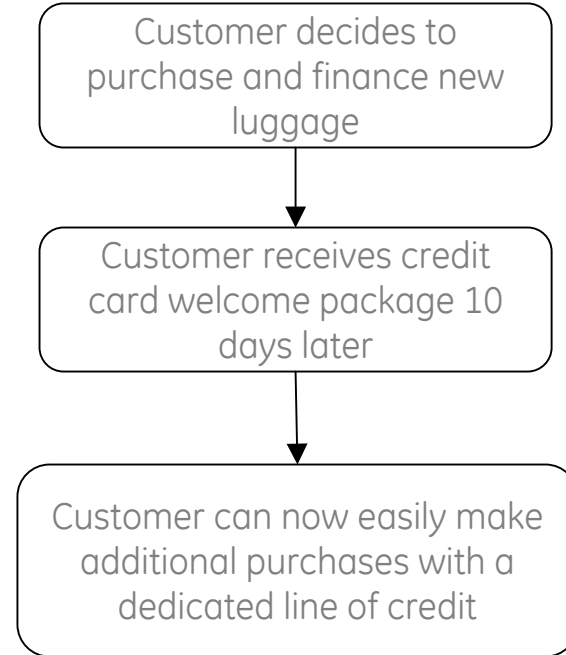 Customer decides to
purchase and finance new
luggage
Customer receives credit
card welcome package 10
days later
Customer can now easily make
additional purchases with a
dedicated line of credit